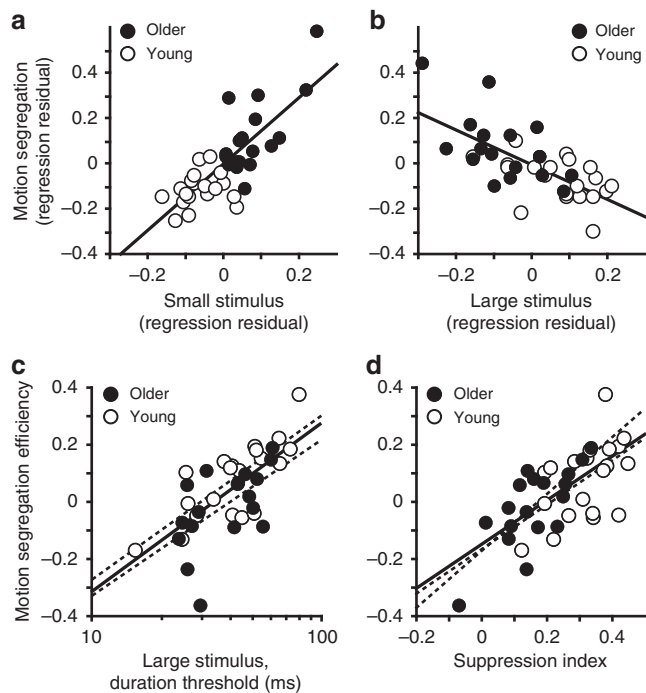 a
Older
Young
Motion segregation
(regression residual)
0.4
0.2
0
−0.2
−0.4
−0.2
0
0.2
Small stimulus
(regression residual)
b
Older
Young
0.4
0.2
0
−0.2
−0.4
−0.2
0
0.2
Large stimulus
(regression residual)
c
Older
Young
Motion segregation efficiency
0.4
0.2
0
−0.2
−0.4
10
100
Large stimulus,
duration threshold (ms)
d
Older
Young
0.4
0.2
0
−0.2
−0.4
−0.2
0
0.2
0.4
Suppression index